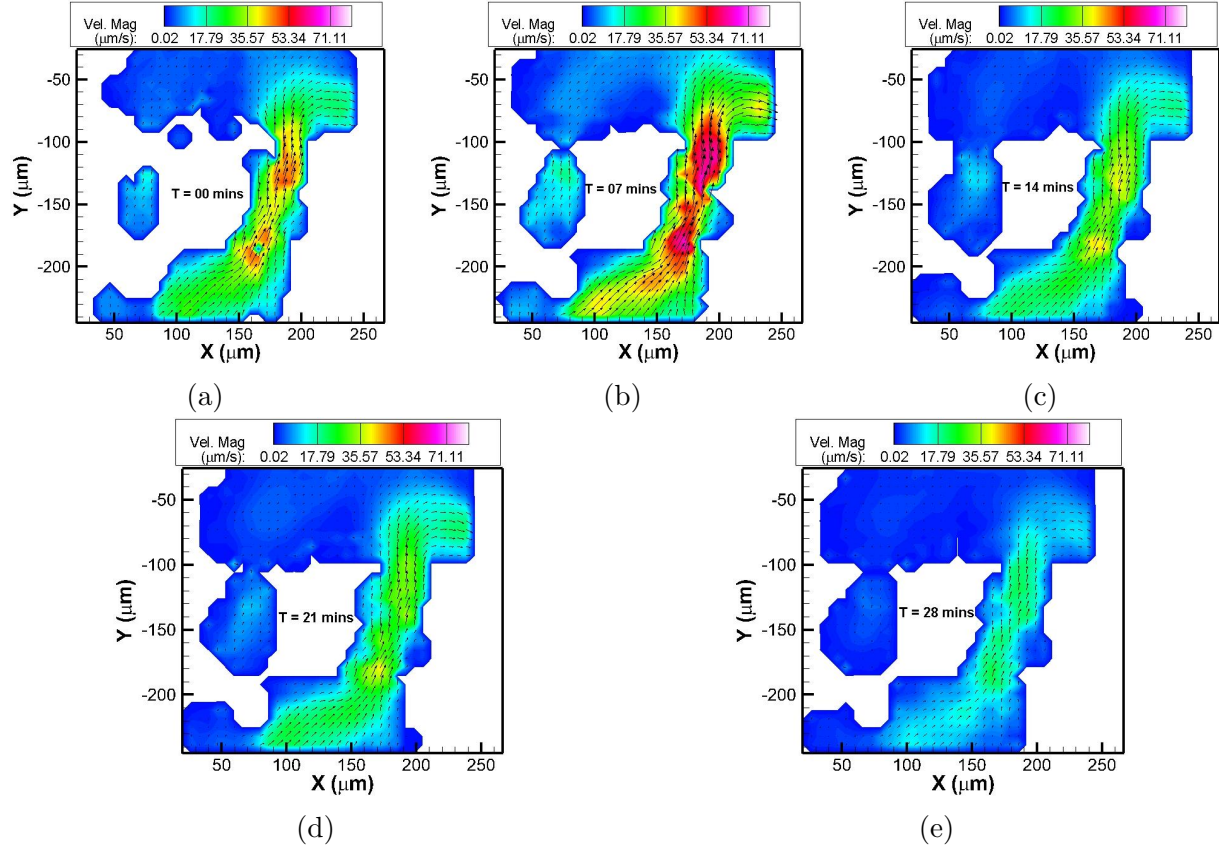 Vel. Mag
(μm/s): 0.02 17.79 35.57 53.34 71.11
-50
-100
-150
-200
Y (μm)
T = 00 mins
50 100 150 200 250
X (μm)
(a)
Vel. Mag
(μm/s): 0.02 17.79 35.57 53.34 71.11
-50
-100
-150
-200
Y (μm)
T = 07 mins
50 100 150 200 250
X (μm)
(b)
Vel. Mag
(μm/s): 0.02 17.79 35.57 53.34 71.11
-50
-100
-150
-200
Y (μm)
T = 14 mins
50 100 150 200 250
X (μm)
(c)
Vel. Mag
(μm/s): 0.02 17.79 35.57 53.34 71.11
-50
-100
-150
-200
Y (μm)
T = 21 mins
50 100 150 200 250
X (μm)
(d)
Vel. Mag
(μm/s): 0.02 17.79 35.57 53.34 71.11
-50
-100
-150
-200
Y (μm)
T = 28 mins
50 100 150 200 250
X (μm)
(e)